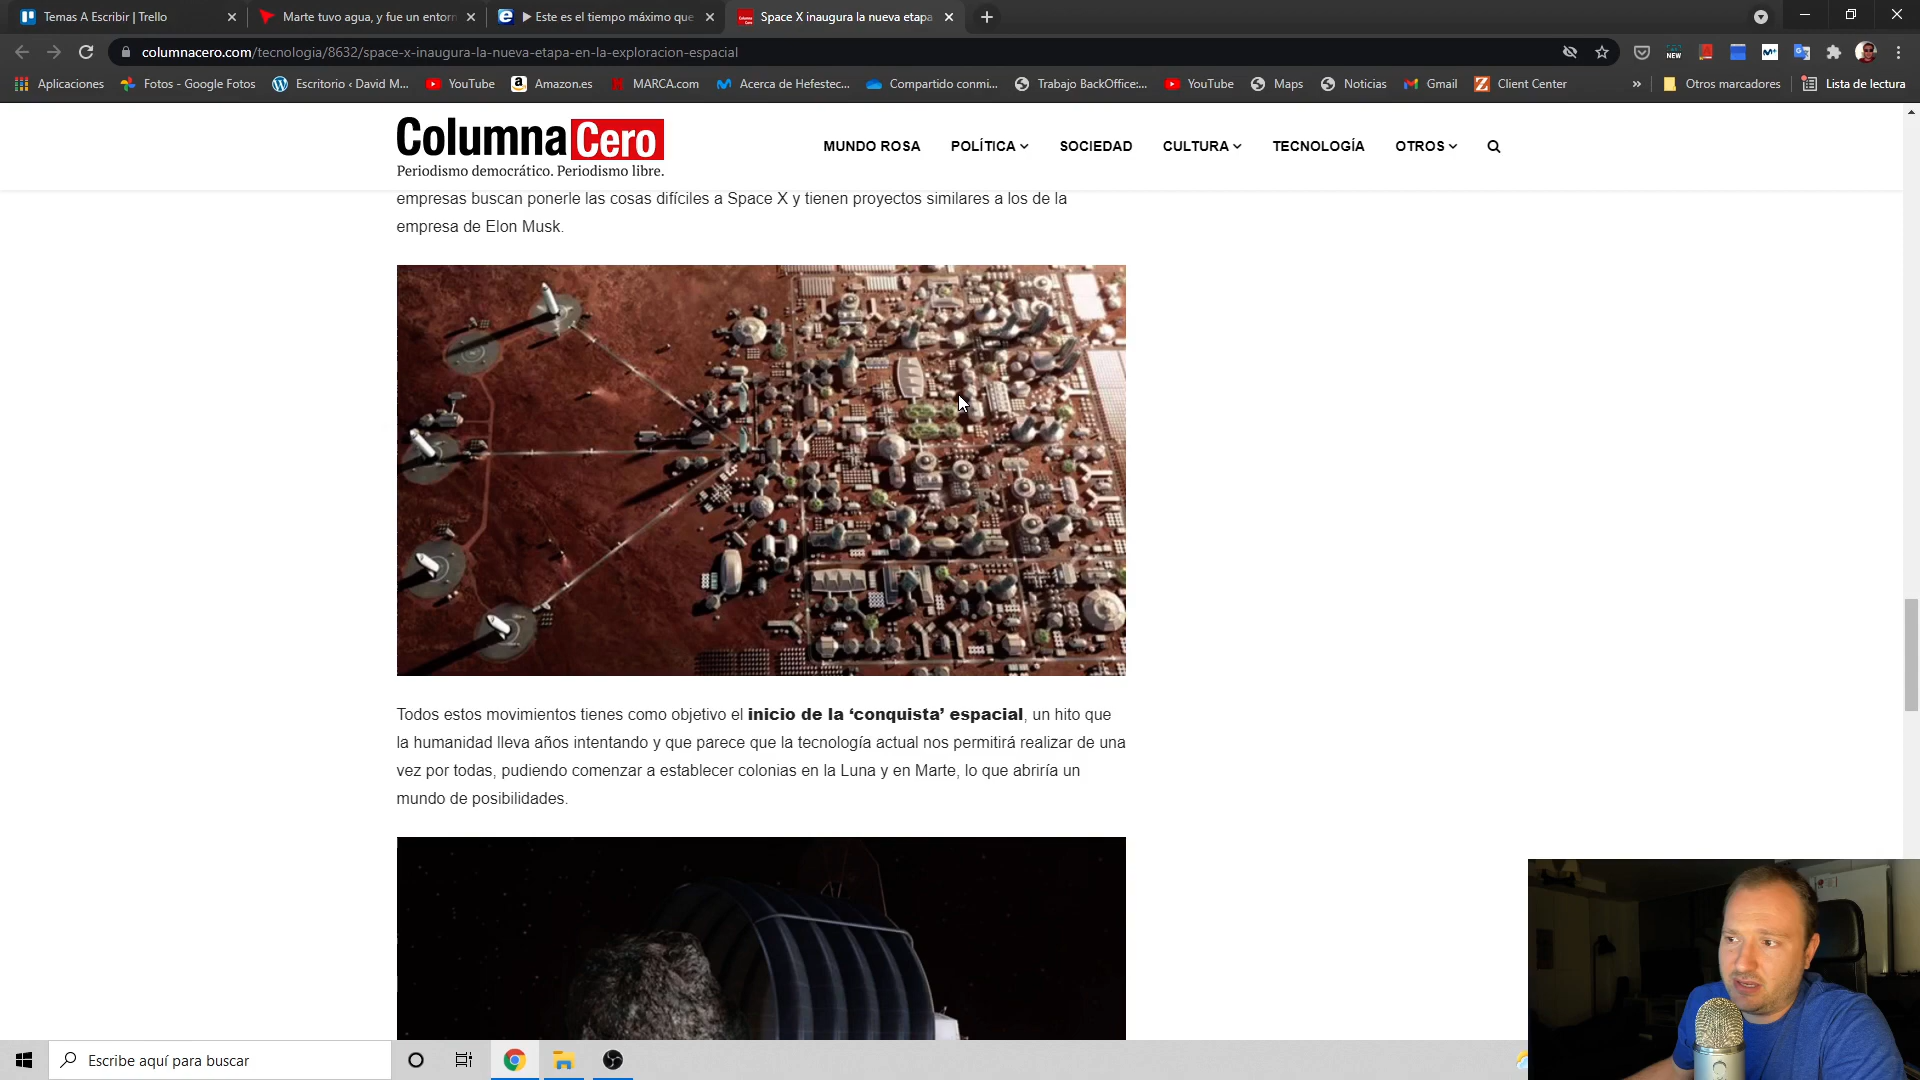 Temas A Escribir | Trello
Marte tuvo agua, y fue un entorn
▶ Este es el tiempo máximo que
Space X inaugura la nueva etapa
columnacero.com/tecnologia/8632/space-x-inaugura-la-nueva-etapa-en-la-exploracion-espacial
NEW
Aplicaciones
Fotos - Google Fotos
Escritorio ‹ David M...
YouTube
Amazon.es
MARCA.com
Acerca de Hefestec...
Compartido conmi...
Trabajo BackOffice:...
YouTube
Maps
Noticias
Gmail
Client Center
»
Otros marcadores
Lista de lectura
Columna Cero
Periodismo democrático. Periodismo libre.
MUNDO ROSA
POLÍTICA
SOCIEDAD
CULTURA
TECNOLOGÍA
OTROS
empresas buscan ponerle las cosas difíciles a Space X y tienen proyectos similares a los de la
empresa de Elon Musk.
Todos estos movimientos tienes como objetivo el inicio de la ‘conquista’ espacial, un hito que
la humanidad lleva años intentando y que parece que la tecnología actual nos permitirá realizar de una
vez por todas, pudiendo comenzar a establecer colonias en la Luna y en Marte, lo que abriría un
mundo de posibilidades.
Escribe aquí para buscar